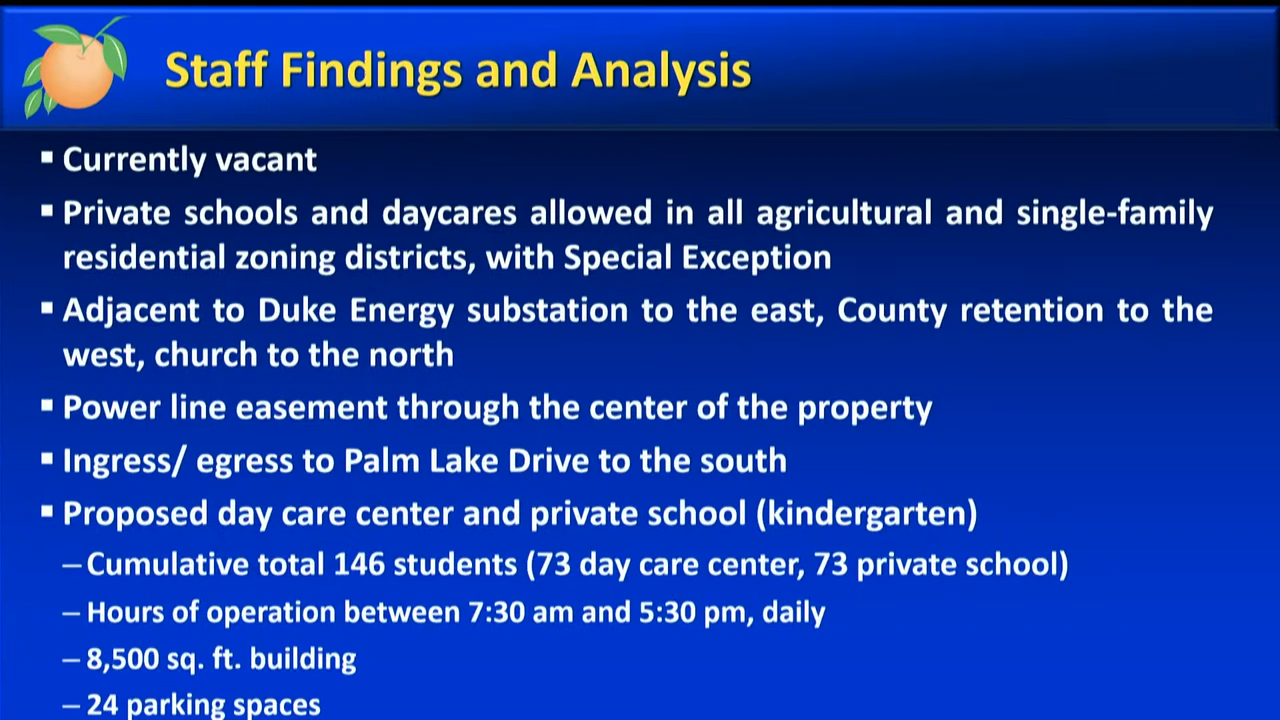 Staff Findings and Analysis
▪ Currently vacant
▪ Private schools and daycares allowed in all agricultural and single-family
residential zoning districts, with Special Exception
▪ Adjacent to Duke Energy substation to the east, County retention to the
west, church to the north
▪ Power line easement through the center of the property
▪ Ingress/ egress to Palm Lake Drive to the south
▪ Proposed day care center and private school (kindergarten)
– Cumulative total 146 students (73 day care center, 73 private school)
– Hours of operation between 7:30 am and 5:30 pm, daily
– 8,500 sq. ft. building
– 24 parking spaces